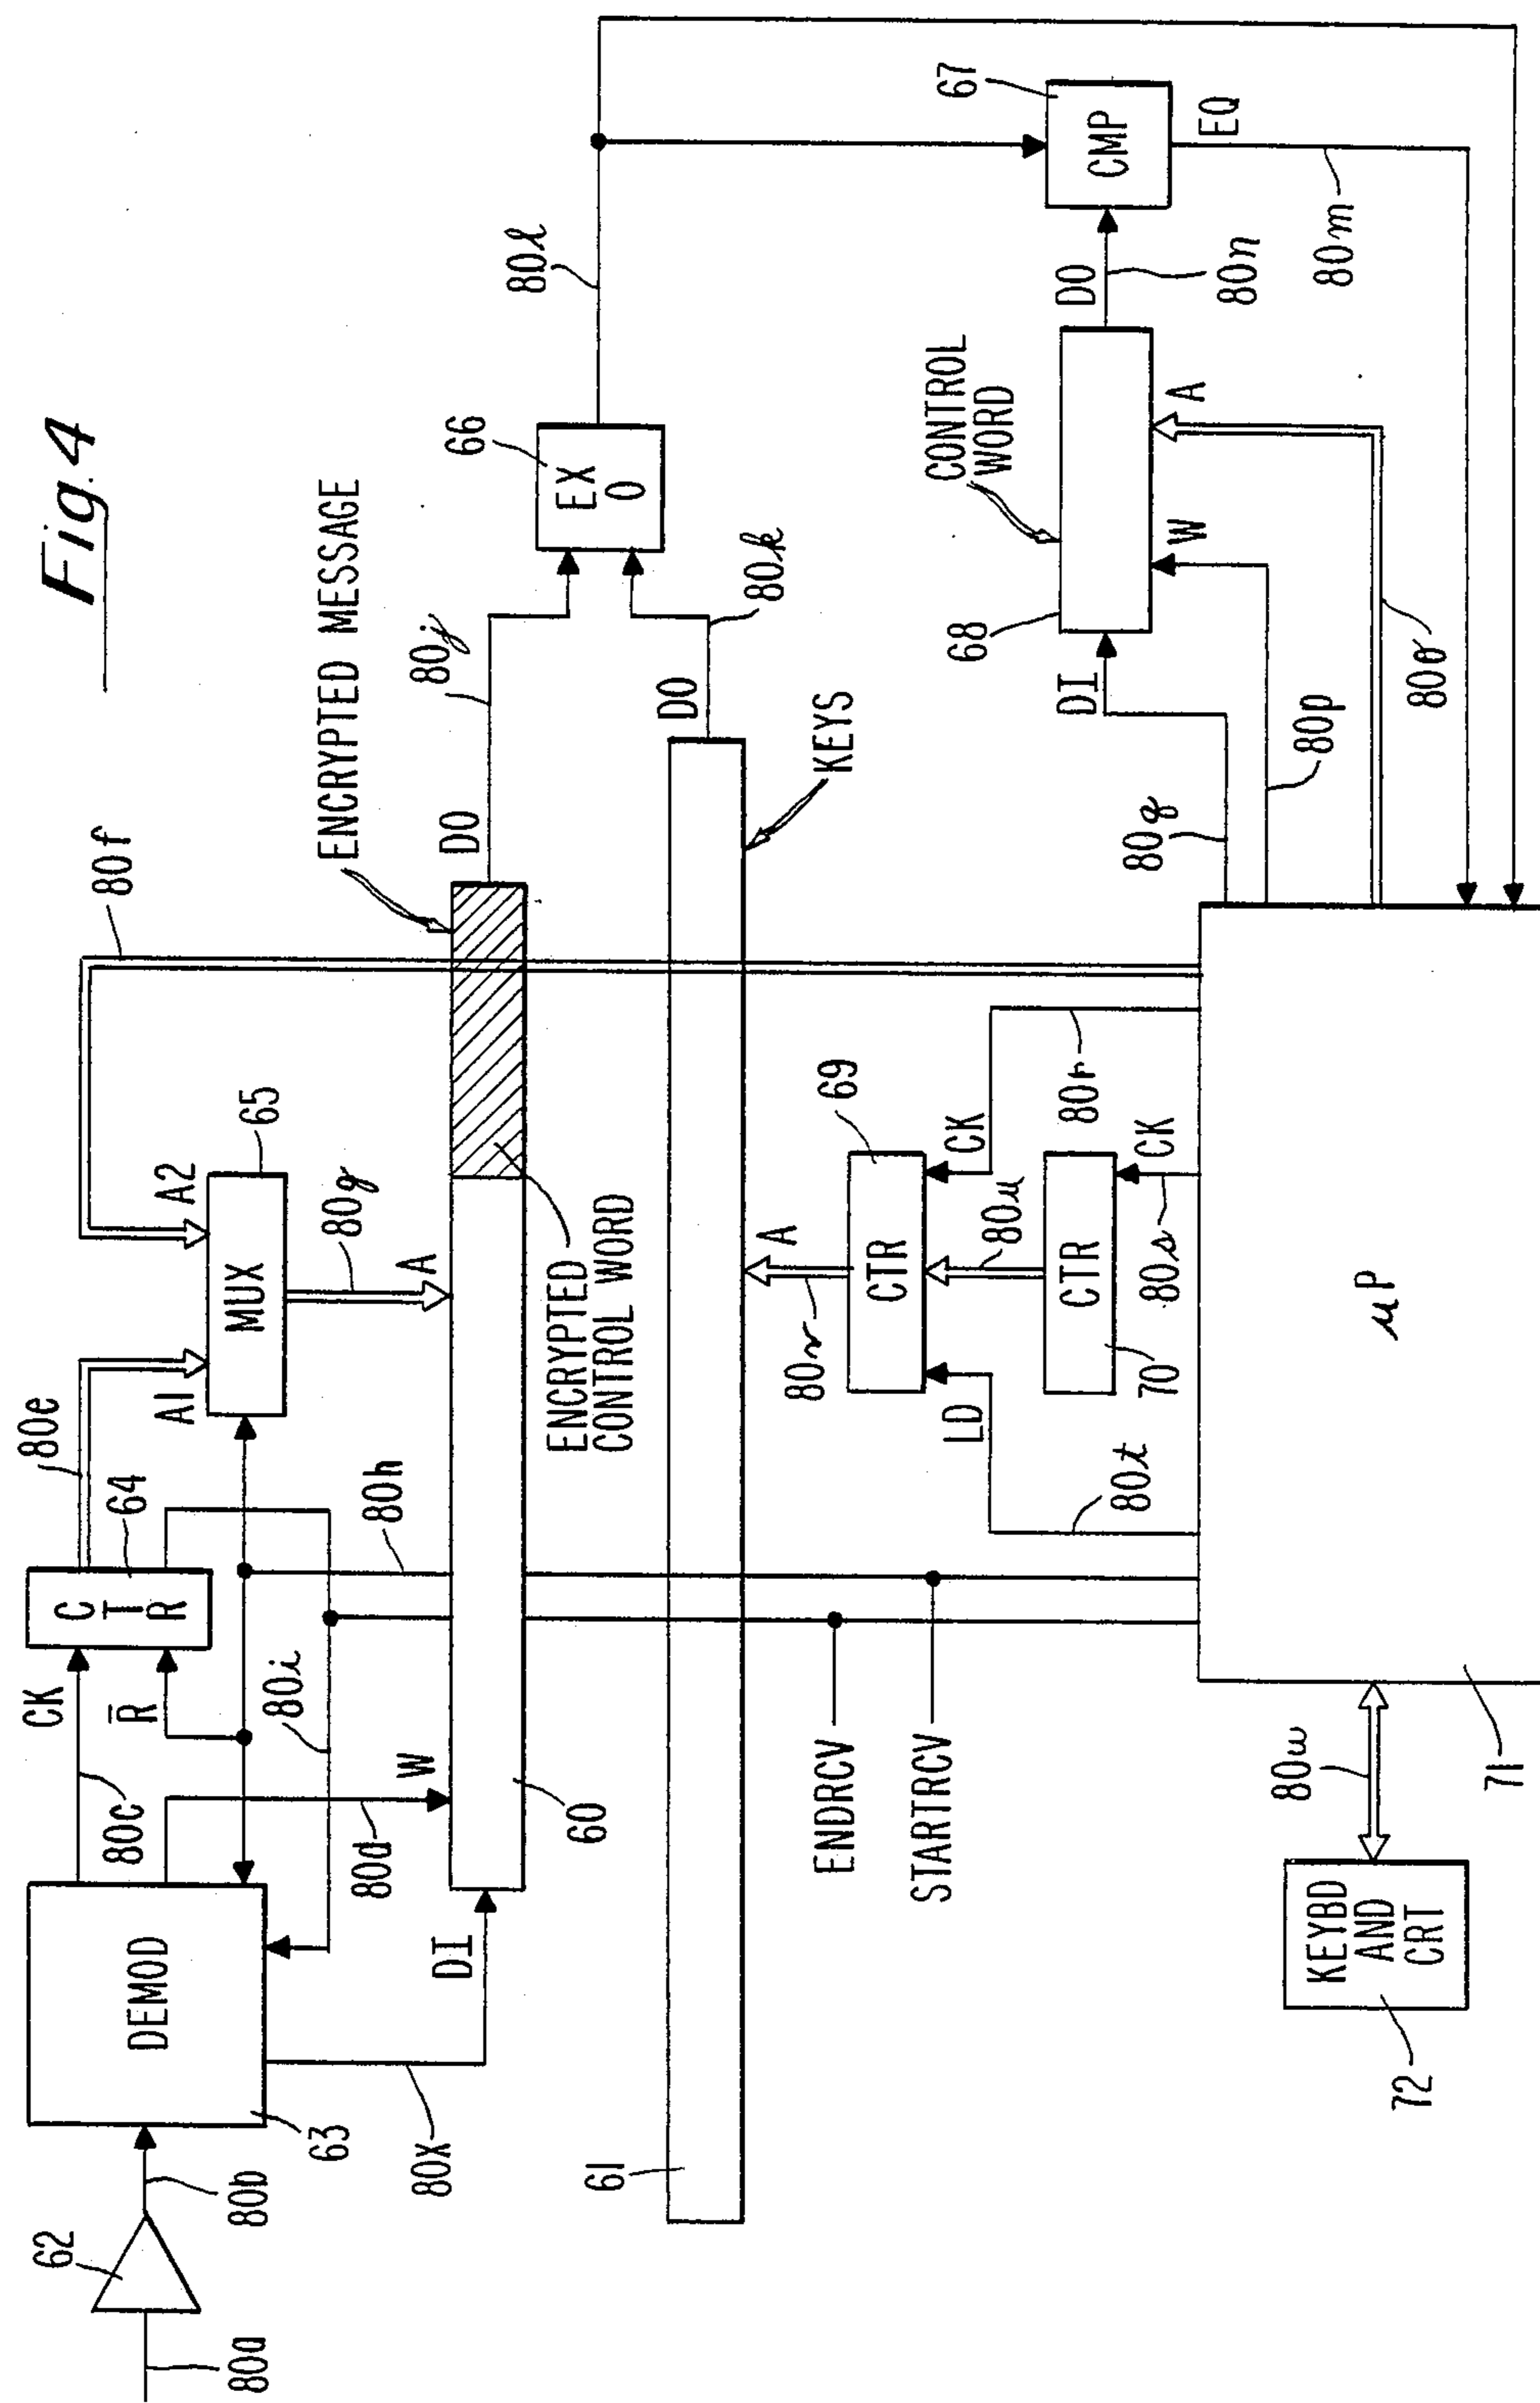 Fig. 4
80a
62
80b
63
DEMOD
80x
DI
CK
80c
R̄
80d
W
80i
CTR
64
80e
A1
A2
MUX
65
80f
80g
A
80h
60
ENCRYPTED
CONTROL WORD
ENCRYPTED MESSAGE
DO
80j
61
KEYS
DO
80k
EX
O
66
80l
67
CMP
EQ
80m
DO
80n
CONTROL
WORD
68
DI
W
A
80q
80p
80o
ENDRCV
STARTRCV
80v
A
CTR
69
LD
CK
80t
80u
80r
CTR
70
CK
80s
μP
71
80w
KEYBD
AND
CRT
72